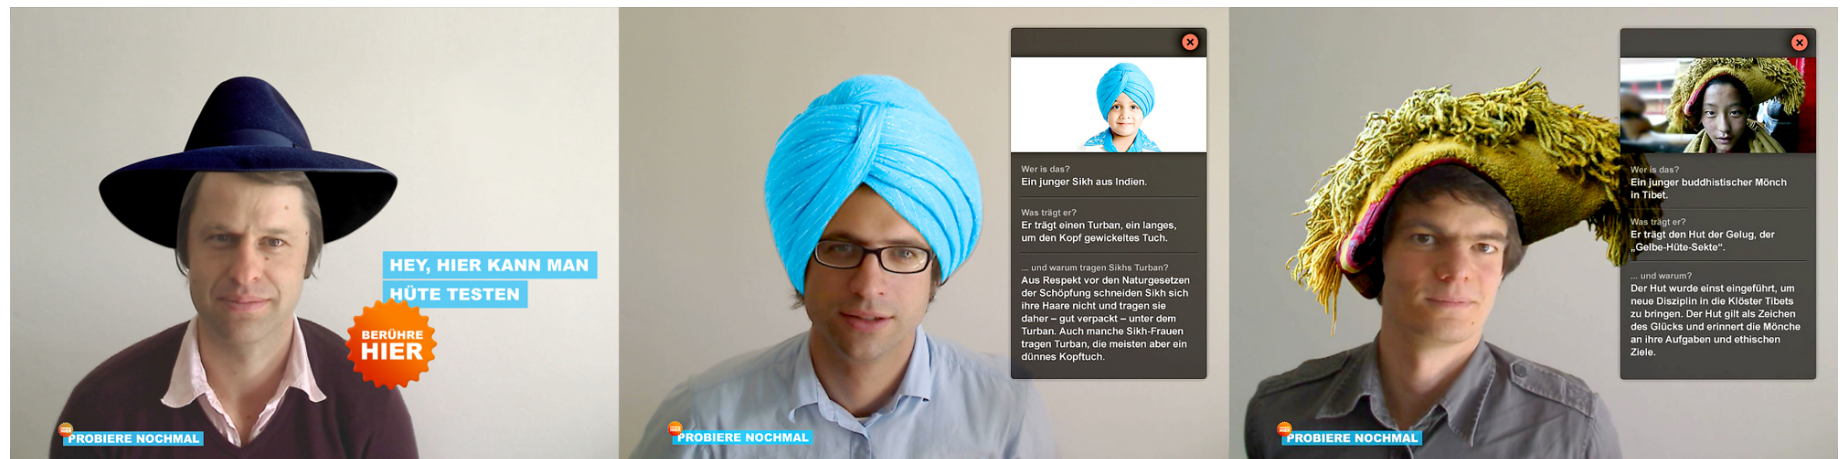 HEY, HIER KANN MAN
HÜTE TESTEN
BERÜHRE
HIER
PROBIERE NOCHMAL
Wer is das?
Ein junger Sikh aus Indien.
Was trägt er?
Er trägt einen Turban, ein langes,
um den Kopf gewickeltes Tuch.
... und warum tragen Sikhs Turban?
Aus Respekt vor den Naturgesetzen
der Schöpfung schneiden Sikh sich
ihre Haare nicht und tragen sie
daher – gut verpackt – unter dem
Turban. Auch manche Sikh-Frauen
tragen Turban, die meisten aber ein
dünnes Kopftuch.
PROBIERE NOCHMAL
Wer is das?
Ein junger buddhistischer Mönch
in Tibet.
Was trägt er?
Er trägt den Hut der Gelug, der
„Gelbe-Hüte-Sekte“.
... und warum?
Der Hut wurde einst eingeführt, um
neue Disziplin in die Klöster Tibets
zu bringen. Der Hut gilt als Zeichen
des Glücks und erinnert die Mönche
an ihre Aufgaben und ethischen
Ziele.
PROBIERE NOCHMAL